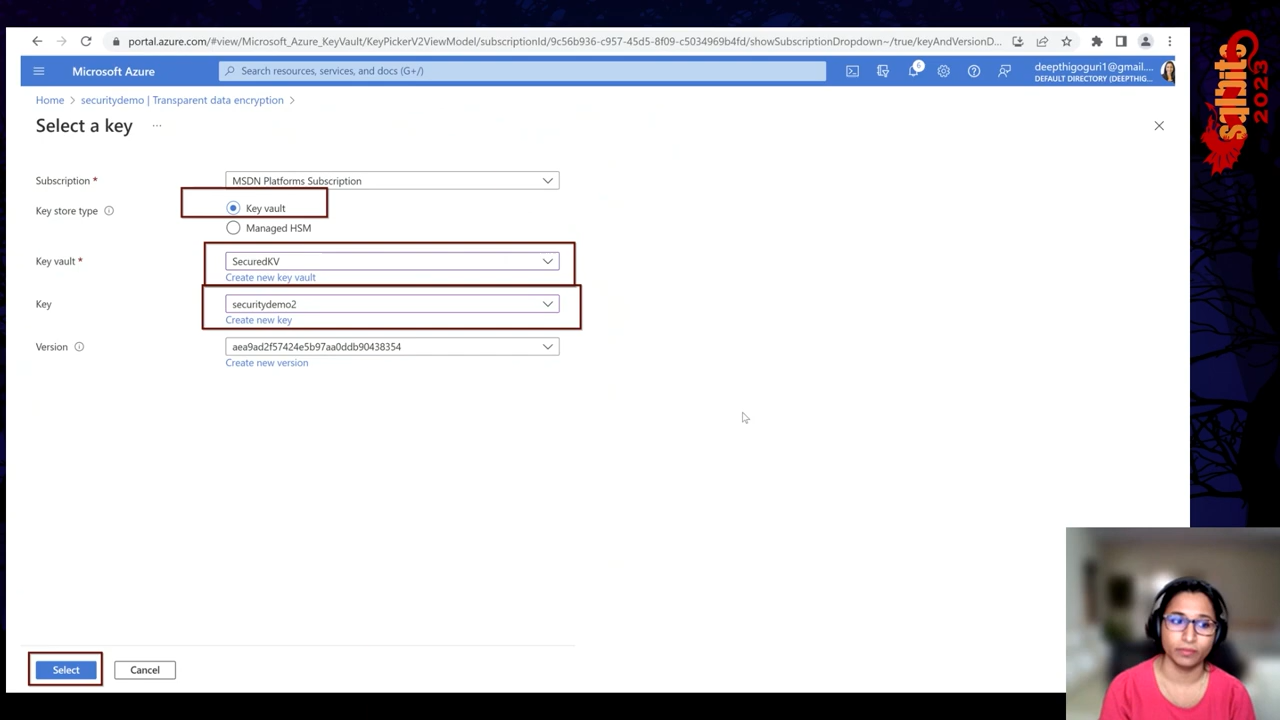 portal.azure.com/#view/Microsoft_Azure_KeyVault/KeyPickerV2ViewModel/subscriptionId/9c56b936-c957-45d5-8f09-c5034969b4fd/showSubscriptionDropdown~/true/keyAndVersionD...
Microsoft Azure
Search resources, services, and docs (G+/)
6
deepthigoguri1@gmail....
DEFAULT DIRECTORY (DEEPTHIG...
Home > securitydemo | Transparent data encryption >
Select a key ...
Subscription *
MSDN Platforms Subscription
Key store type
Key vault
Managed HSM
Key vault *
SecuredKV
Create new key vault
Key
securitydemo2
Create new key
Version
aea9ad2f57424e5b97aa0ddb90438354
Create new version
Select
Cancel
sqlbits
2023